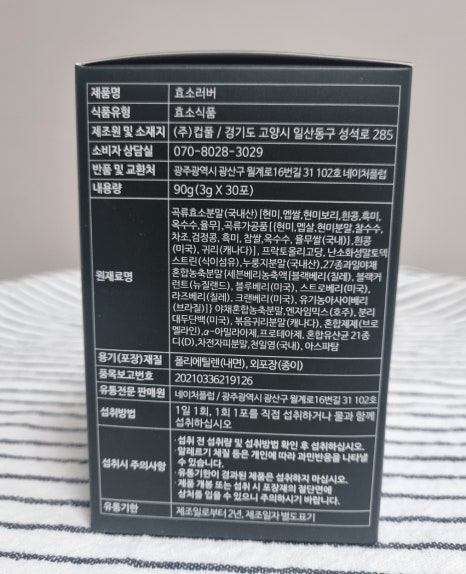 제품명 효소러버
식품유형 효소식품
제조원 및 소재지 (주)컵풀 / 경기도 고양시 일산동구 성석로 285
소비자 상담실 070-8028-3029
반품 및 교환처 광주광역시 광산구 월계로16번길 31 102호 네이처플럽
내용량 90g(3g X 30포)
원재료명
곡류효소분말(국내산) [현미, 멥쌀, 현미보리, 흰콩, 흑미,
옥수수, 율무], 곡류가공품[(현미, 멥쌀, 현미분말, 찰수수,
차조, 검정콩, 흑미, 찹쌀, 옥수수, 율무쌀(국내)], 흰콩
(미국), 귀리(캐나다)], 프락토올리고당, 난소화성말토덱
스트린(식이섬유), 누룽지분말(국내산), 27종과일야채
혼합농축분말[세븐베리농축액[블랙베리(칠레), 블랙커
런트(뉴질랜드), 블루베리(미국), 스트로베리(미국),
라즈베리(칠레), 크랜베리(미국), 유기농아사이베리
(브라질)]] 야채혼합농축분말, 엔자임믹스(호주), 분리
대두단백(미국), 볶음귀리분말(캐나다), 혼합제제(브로
멜라인), α-아밀라아제, 프로테아제, 혼합유산균 21종
디(D), 차전자피분말, 천일염(국내), 아스파탐
용기(포장)재질 폴리에틸렌(내면), 외포장(종이)
품목보고번호 20210336219126
유통전문 판매원 네이처플럽 / 광주광역시 광산구 월계로16번길 31 102호
섭취방법 1일 1회, 1회 1포를 직접 섭취하거나 물과 함께
섭취하십시오
섭취시 주의사항
· 섭취 전 섭취량 및 섭취방법 확인 후 섭취하십시오.
· 알레르기 체질 등은 개인에 따라 과민반응을 나타낼
수 있습니다.
· 유통기한이 경과된 제품은 섭취하지 마십시오.
· 제품 개봉 또는 섭취 시 포장재의 절단면에
상처를 입을 수 있으니 주의하시기 바랍니다.
유통기한 제조일로부터 2년, 제조일자 별도표기